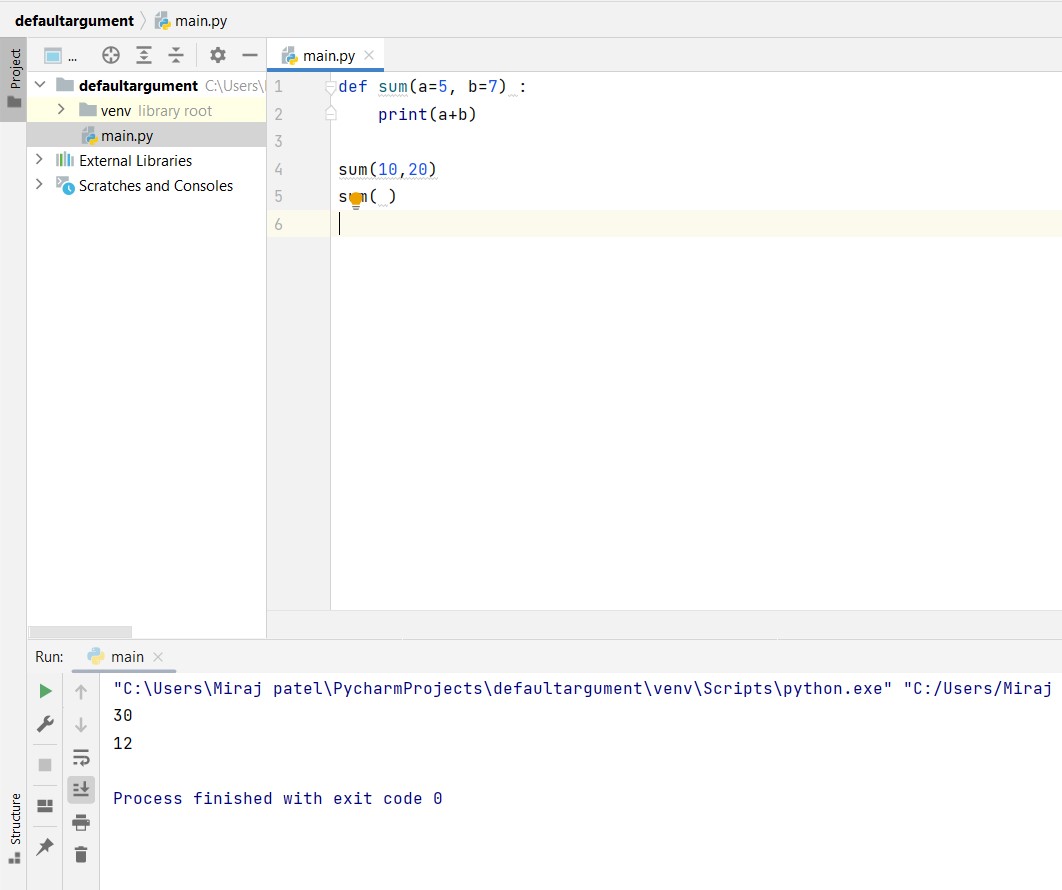 defaultargument main.py
Project
...
main.py
defaultargument C:\Users\
venv library root
main.py
External Libraries
Scratches and Consoles
1 def sum(a=5, b=7) :
2 print(a+b)
3
4 sum(10,20)
5 sum( )
6
Run: main
"C:\Users\Miraj patel\PycharmProjects\defaultargument\venv\Scripts\python.exe" "C:/Users/Miraj
30
12
Process finished with exit code 0
Structure